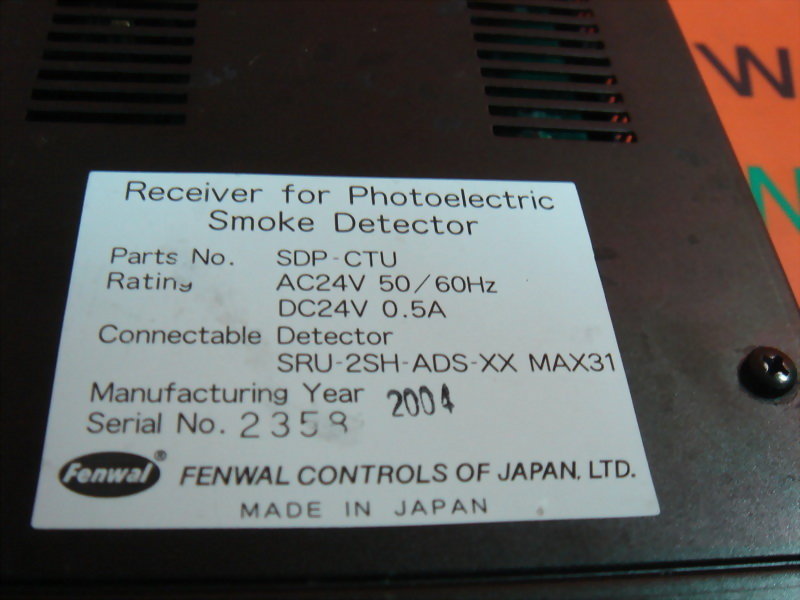 Receiver for Photoelectric
Smoke Detector
Parts No. SDP-CTU
Rating AC24V 50/60Hz
DC24V 0.5A
Connectable Detector
SRU-2SH-ADS-XX MAX31
Manufacturing Year 2004
Serial No. 2358
Fenwal® FENWAL CONTROLS OF JAPAN, LTD.
MADE IN JAPAN
W
N